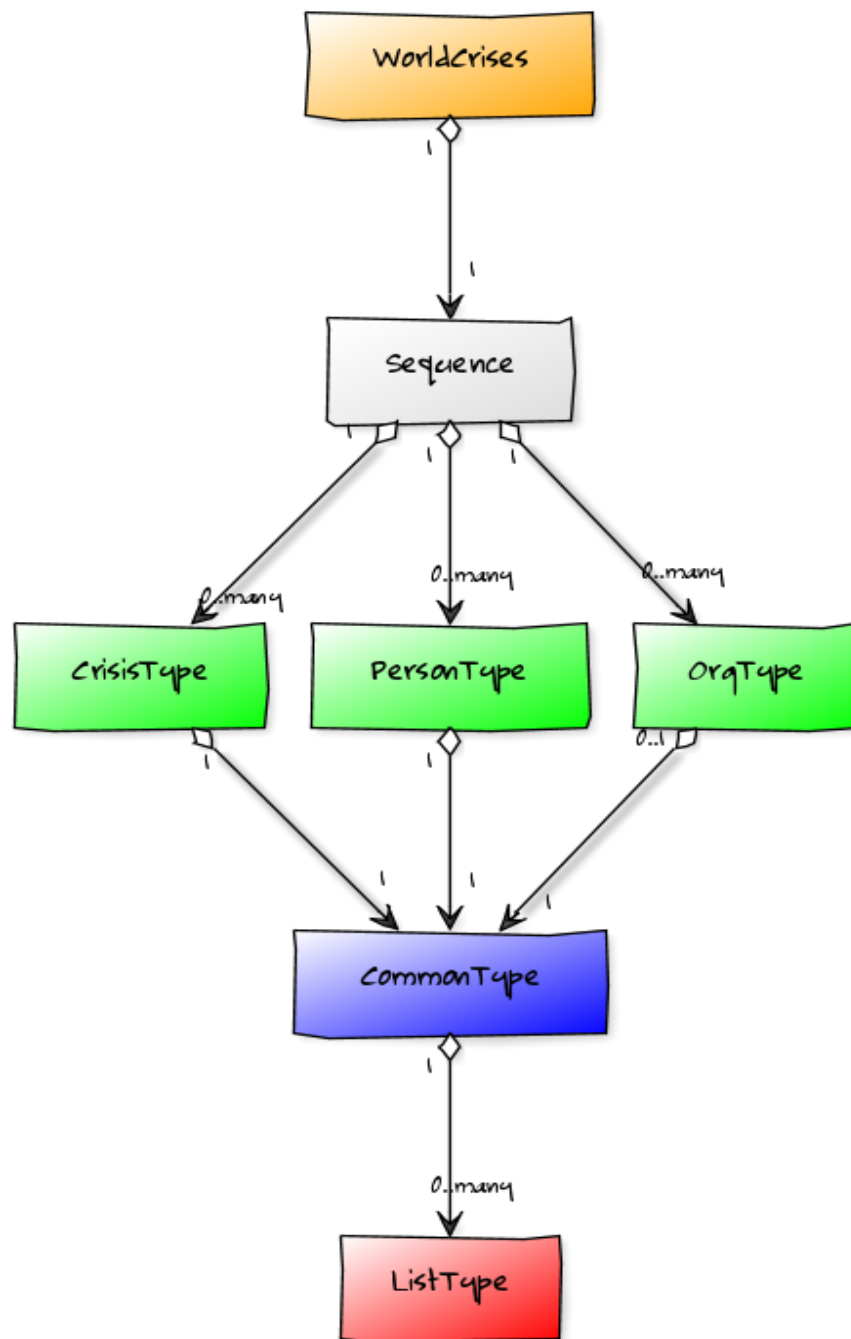 WorldCrises
1
1
Sequence
1
1
1
0..many
0..many
0..many
CrisisType
PersonType
OrgType
1
1
0..1
1
1
1
CommonType
1
0..many
ListType